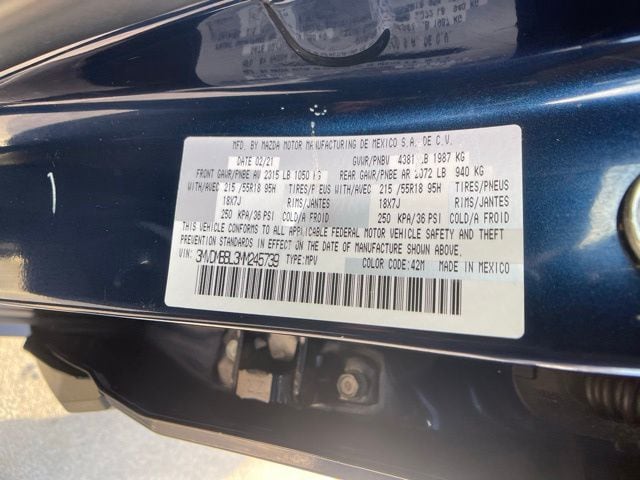 MFD. BY MAZDA MOTOR MANUFACTURING DE MEXICO S.A. DE C.V.
DATE 02/21 GVWR/PNBV 4381 LB 1987 KG
FRONT GAWR/PNBE AV 2315 LB 1050 KG REAR GAWR/PNBE AR 2072 LB 940 KG
WITH/AVEC 215/55R18 95H TIRES/PNEUS WITH/AVEC 215/55R18 95H TIRES/PNEUS
18X7J RIMS/JANTES 18X7J RIMS/JANTES
250 KPA/36 PSI COLD/A FROID 250 KPA/36 PSI COLD/A FROID
THIS VEHICLE CONFORMS TO ALL APPLICABLE FEDERAL MOTOR VEHICLE SAFETY AND THEFT
PREVENTION STANDARDS IN EFFECT ON THE DATE OF MANUFACTURE SHOWN ABOVE.
VIN: TYPE: MPV COLOR CODE: 42M MADE IN MEXICO